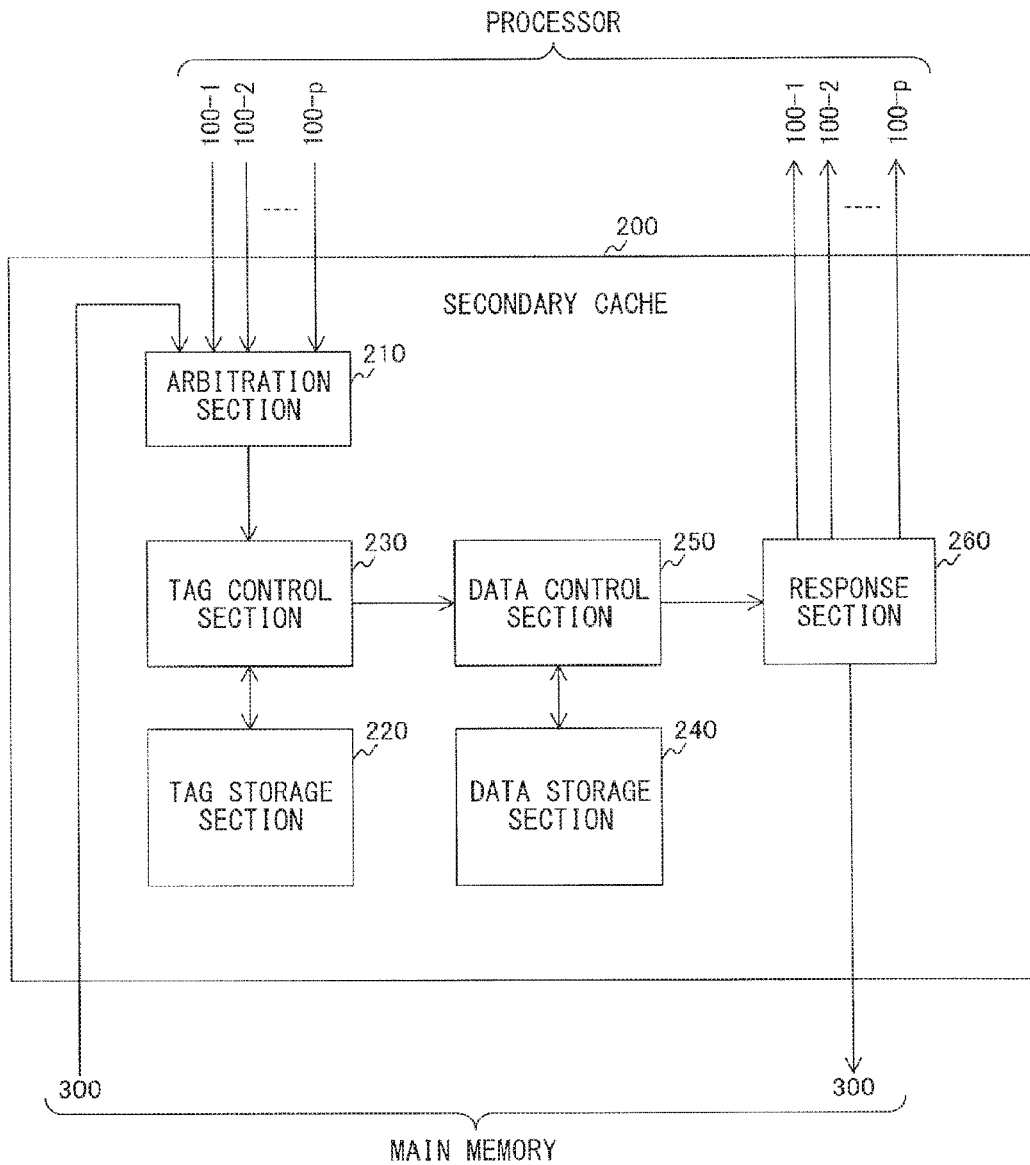 PROCESSOR
100-1
100-2
100-p
100-1
100-2
100-p
200
SECONDARY CACHE
210
ARBITRATION
SECTION
230
TAG CONTROL
SECTION
250
DATA CONTROL
SECTION
260
RESPONSE
SECTION
220
TAG STORAGE
SECTION
240
DATA STORAGE
SECTION
300
300
MAIN MEMORY